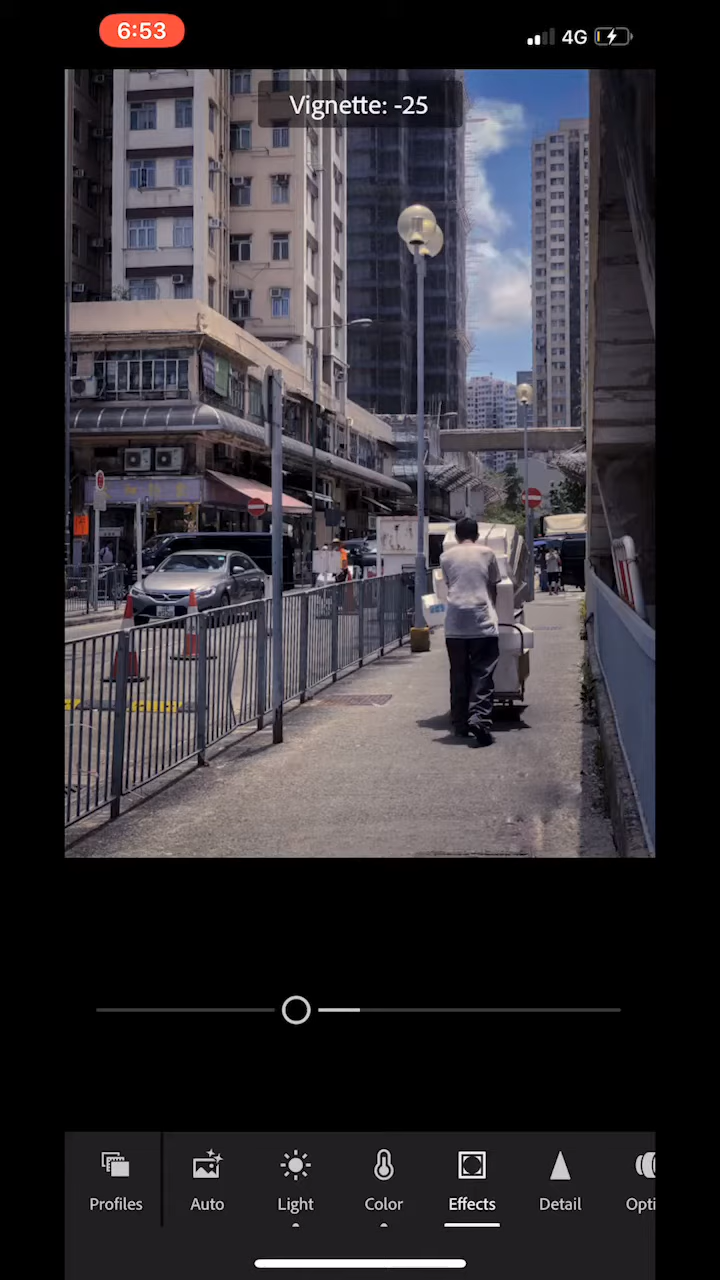 6:53
4G
Vignette: -25
Profiles
Auto
Light
Color
Effects
Detail
Opti